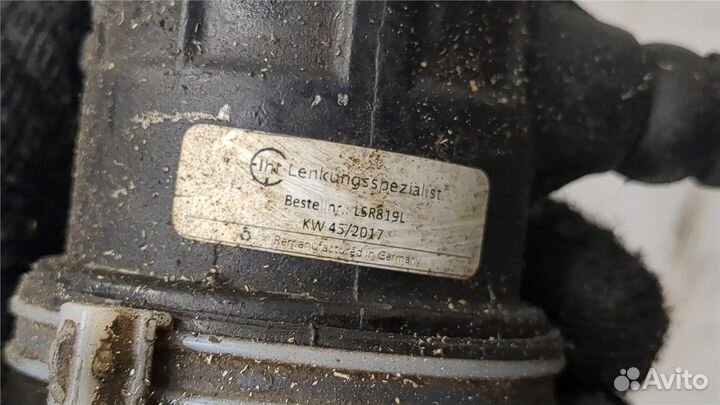 Ihr Lenkungsspezialist
Bestellnr.: LSR819L
KW 45/2017
Remanufactured in Germany
Avito